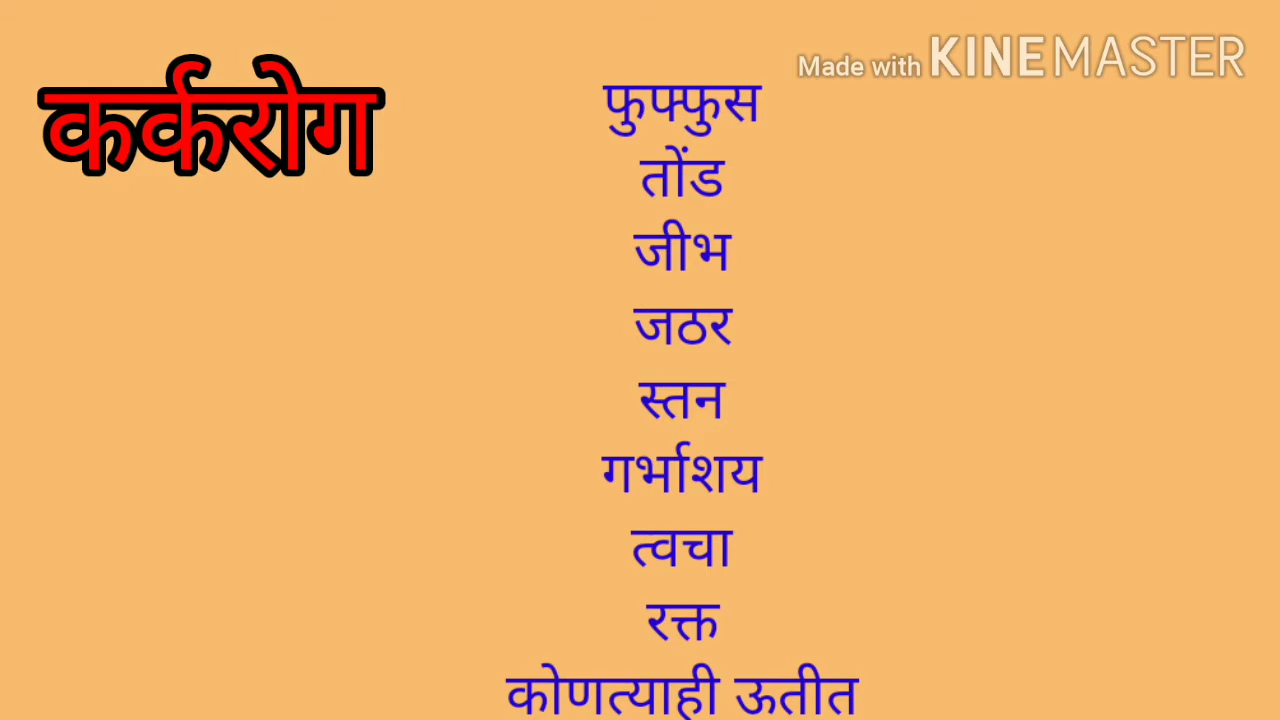 कर्करोग
Made with KINEMASTER
फुफ्फुस
तोंड
जीभ
जठर
स्तन
गर्भाशय
त्वचा
रक्त
कोणत्याही ऊतीत